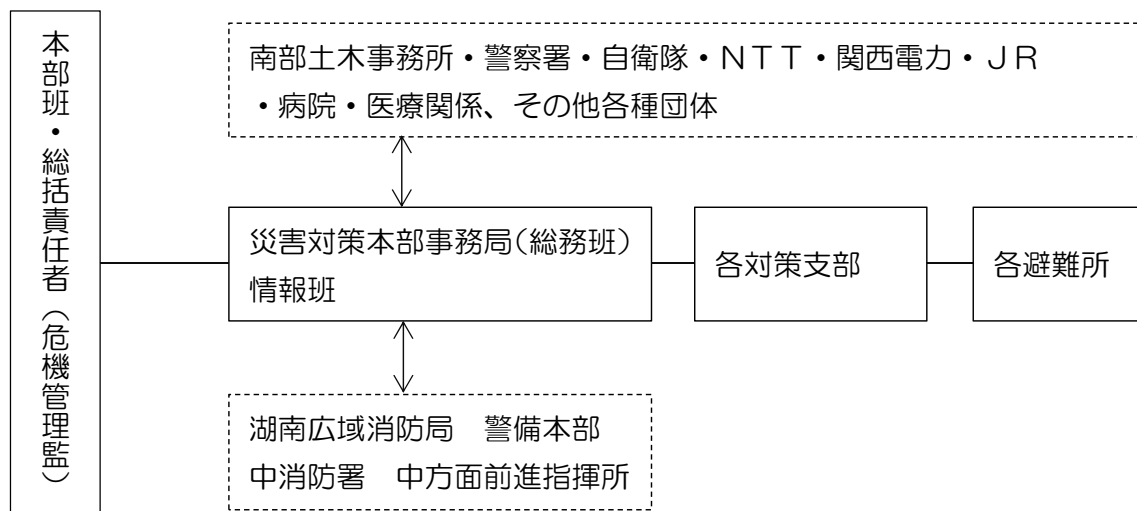 本部班・総括責任者（危機管理監）
南部土木事務所・警察署・自衛隊・ＮＴＴ・関西電力・ＪＲ
・病院・医療関係、その他各種団体
災害対策本部事務局（総務班）
情報班
各対策支部
各避難所
湖南広域消防局　警備本部
中消防署　中方面前進指揮所